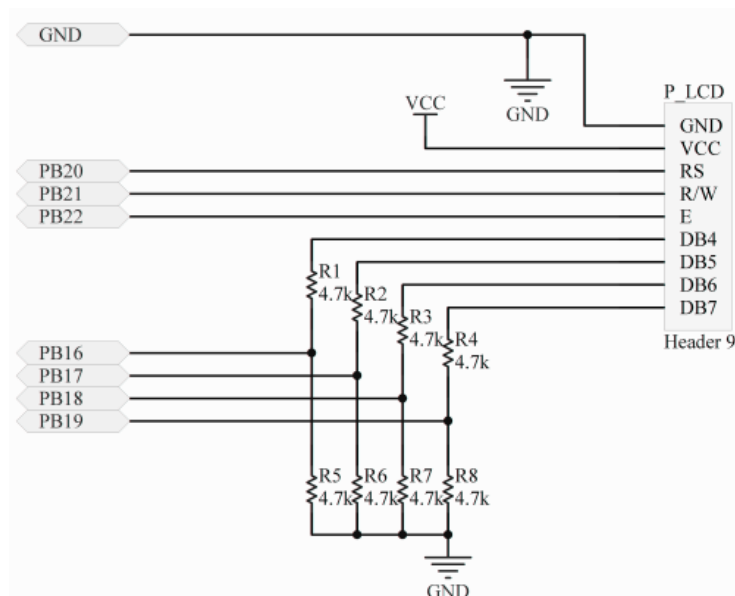 GND
P_LCD
VCC
GND
GND
VCC
PB20
RS
PB21
R/W
PB22
E
DB4
DB5
R1
DB6
4.7k
R2
DB7
4.7k
R3
4.7k
R4
Header 9
PB16
4.7k
PB17
PB18
PB19
R5
R6
R7
R8
4.7k
4.7k
4.7k
4.7k
GND